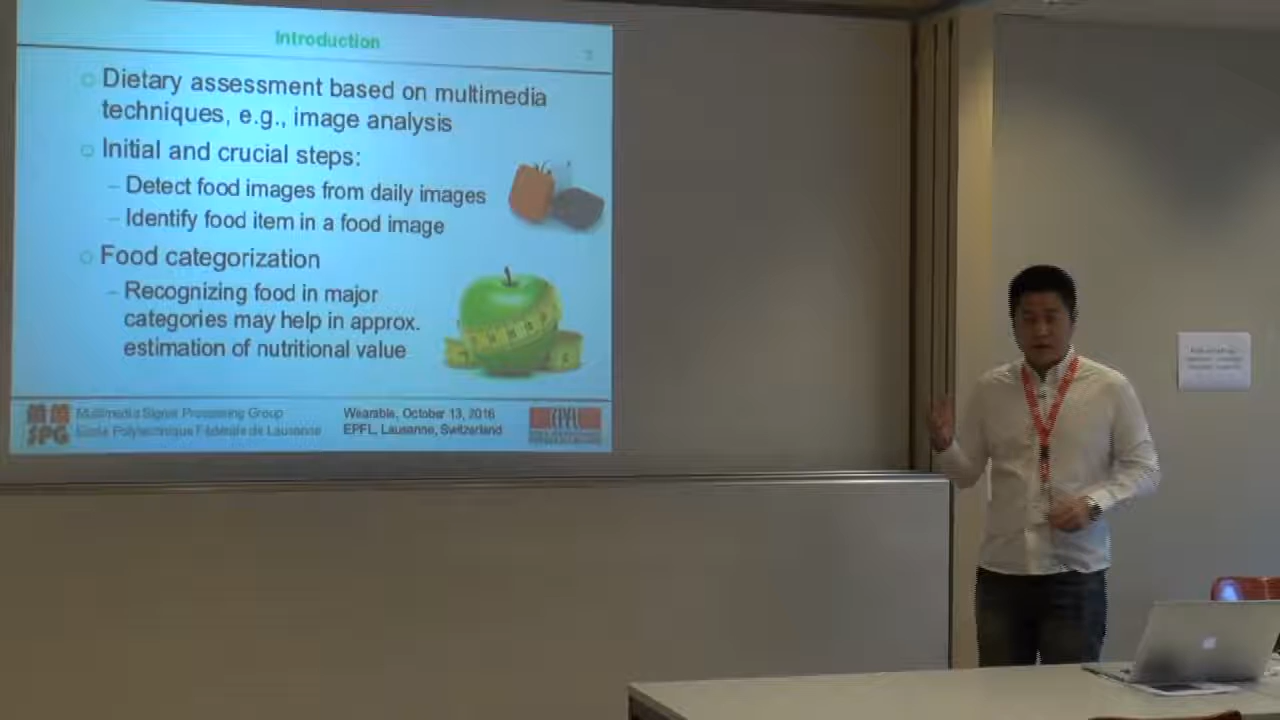 Introduction
Dietary assessment based on multimedia
techniques, e.g., image analysis
Initial and crucial steps:
– Detect food images from daily images
– Identify food item in a food image
Food categorization
– Recognizing food in major
categories may help in approx.
estimation of nutritional value
SPG
Multimedia Signal Processing Group
Ecole Polytechnique Fédérale de Lausanne
Wearable, October 13, 2016
EPFL, Lausanne, Switzerland
EPFL